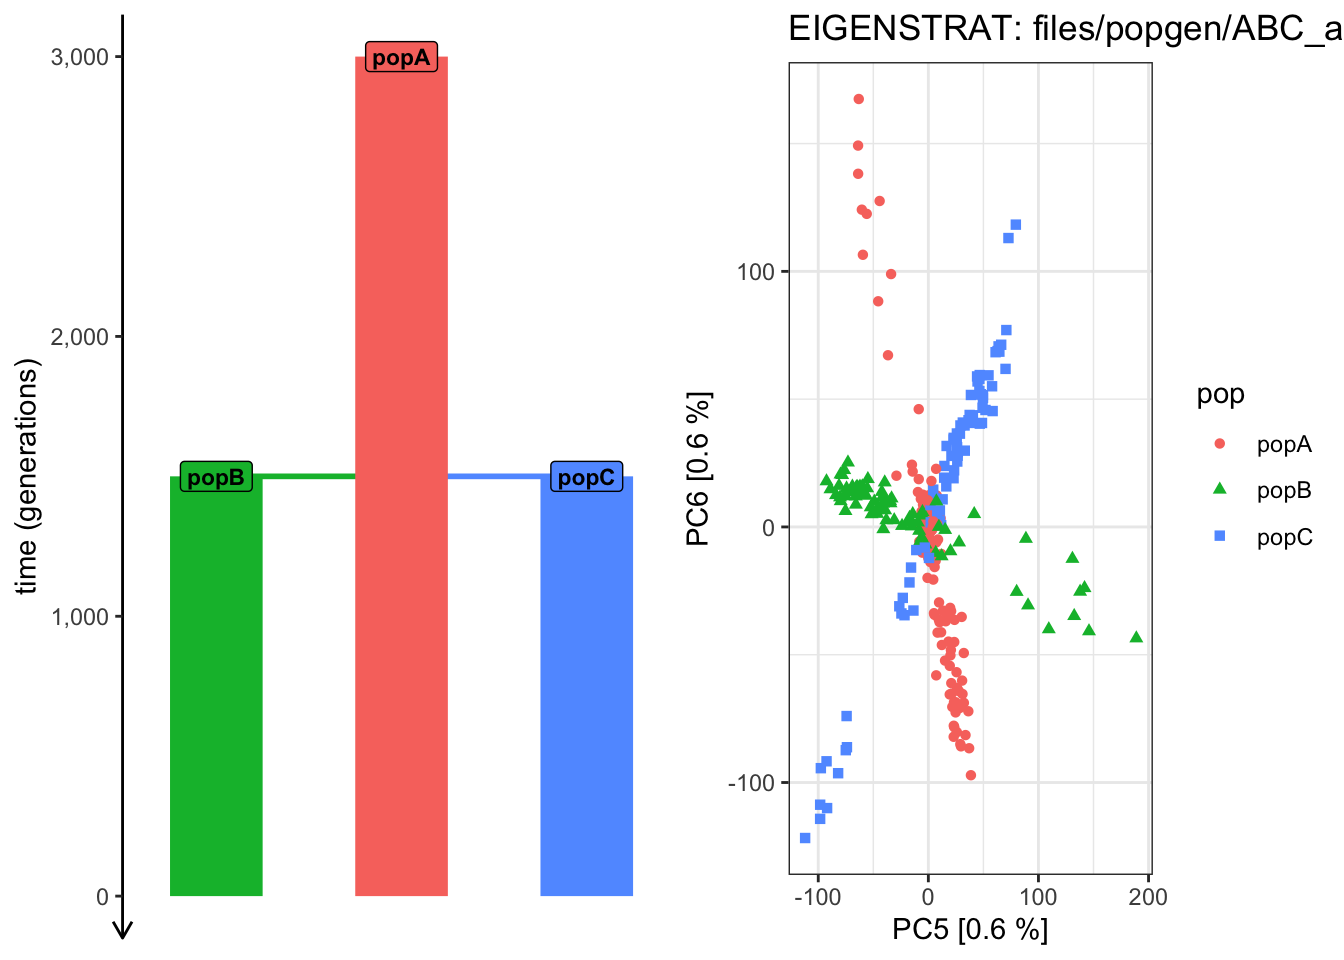 3,000
2,000
1,000
0
time (generations)
popA
popB
popC
EIGENSTRAT: files/popgen/ABC_a
PC6 [0.6 %]
100
0
-100
-100
0
100
200
PC5 [0.6 %]
pop
popA
popB
popC